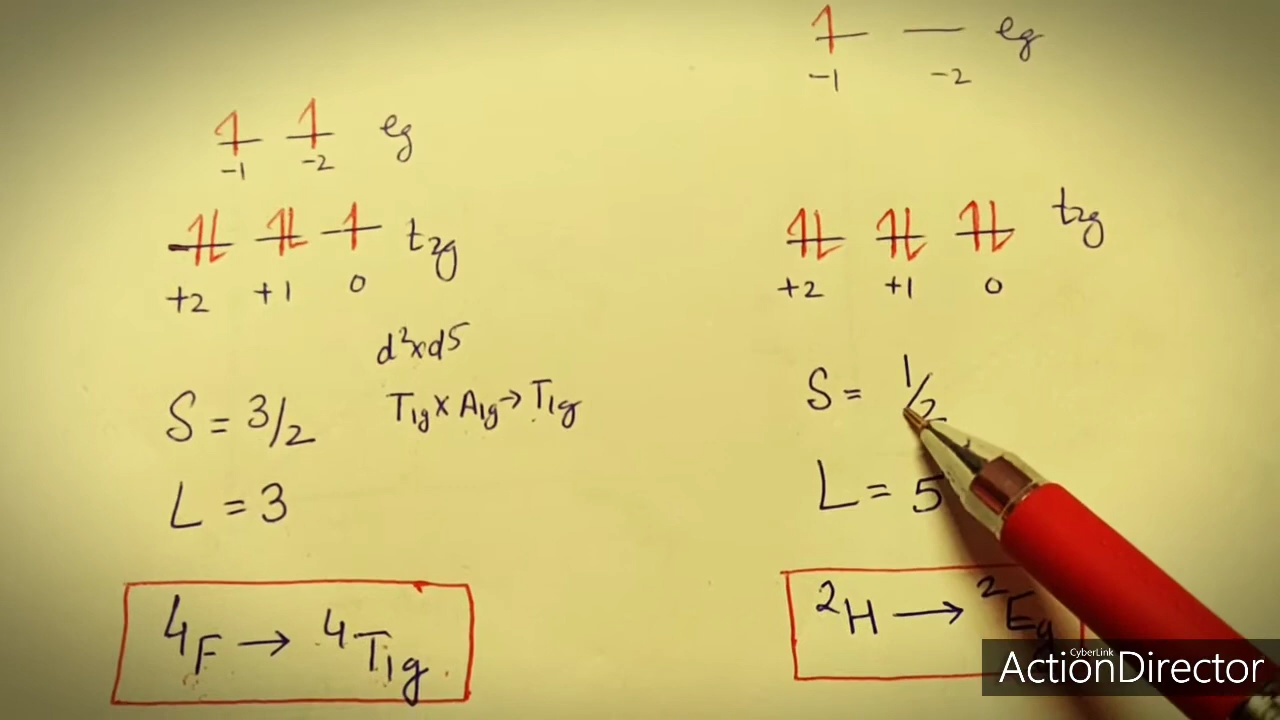 eg
-1 -2
t2g
+2 +1 0
d²xd5
S = 3/2
T1g x A1g → T1g
L = 3
⁴F → ⁴T1g
eg
-1 -2
t2g
+2 +1 0
S = 1/2
L = 5
²H → ²Eg
CyberLink
ActionDirector